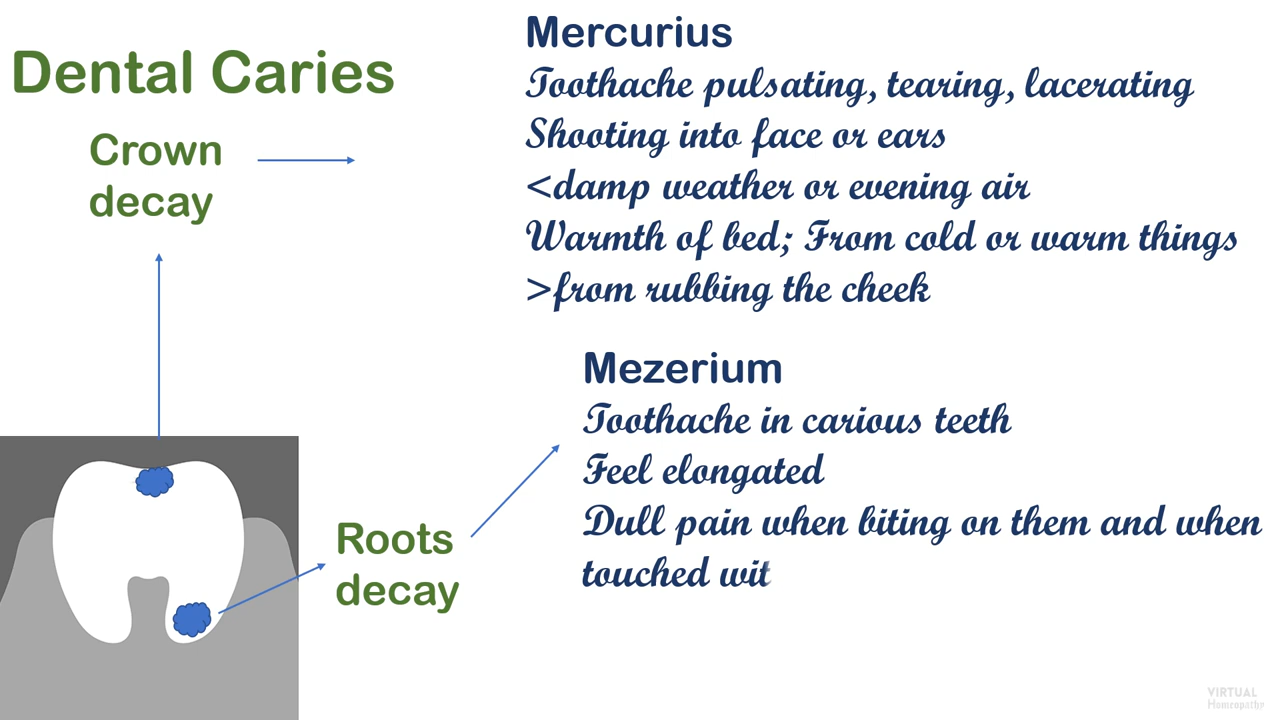 Dental Caries
Crown
decay
Mercurius
Toothache pulsating, tearing, lacerating
Shooting into face or ears
<damp weather or evening air
Warmth of bed; From cold or warm things
>from rubbing the cheek
Roots
decay
Mezerium
Toothache in carious teeth
Feel elongated
Dull pain when biting on them and when
touched wit
VIRTUAL
Homeopathy